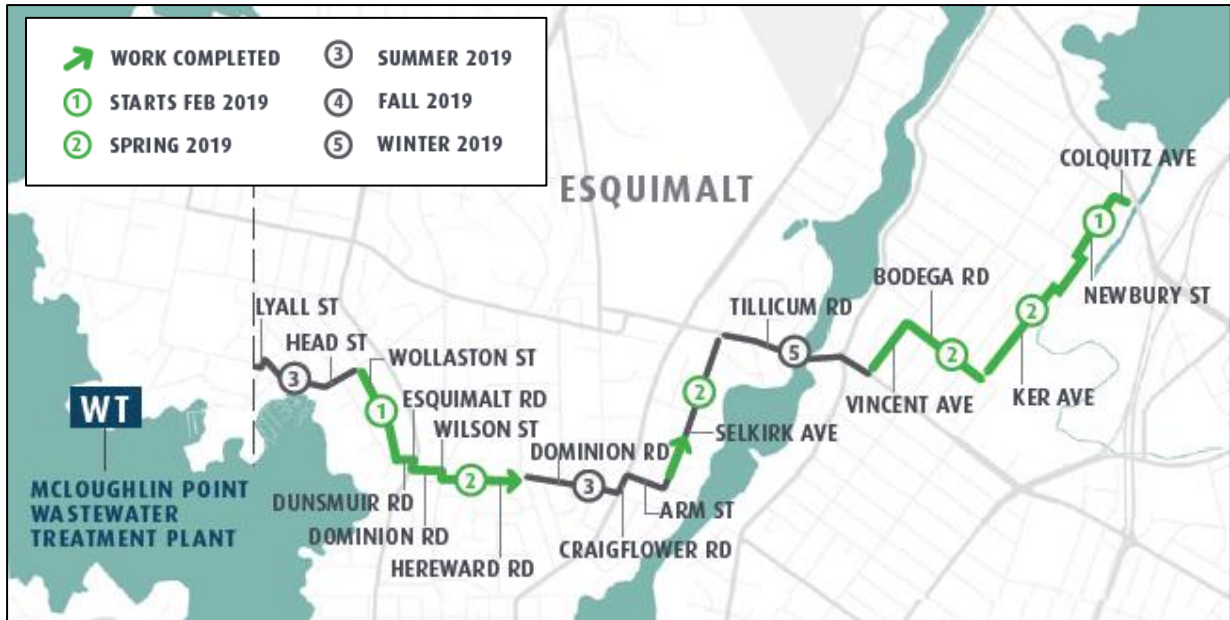 WORK COMPLETED
1 STARTS FEB 2019
2 SPRING 2019
3 SUMMER 2019
4 FALL 2019
5 WINTER 2019
ESQUIMALT
COLQUITZ AVE
1
NEWBURY ST
BODEGA RD
2
TILLICUM RD
5
2
KER AVE
VINCENT AVE
LYALL ST
HEAD ST
3
WOLLASTON ST
1
ESQUIMALT RD
WILSON ST
2
SELKIRK AVE
2
DOMINION RD
3
ARM ST
CRAIGFLOWER RD
DUNSMUIR RD
DOMINION RD
HEREWARD RD
WT
MCLOUGHLIN POINT
WASTEWATER
TREATMENT PLANT